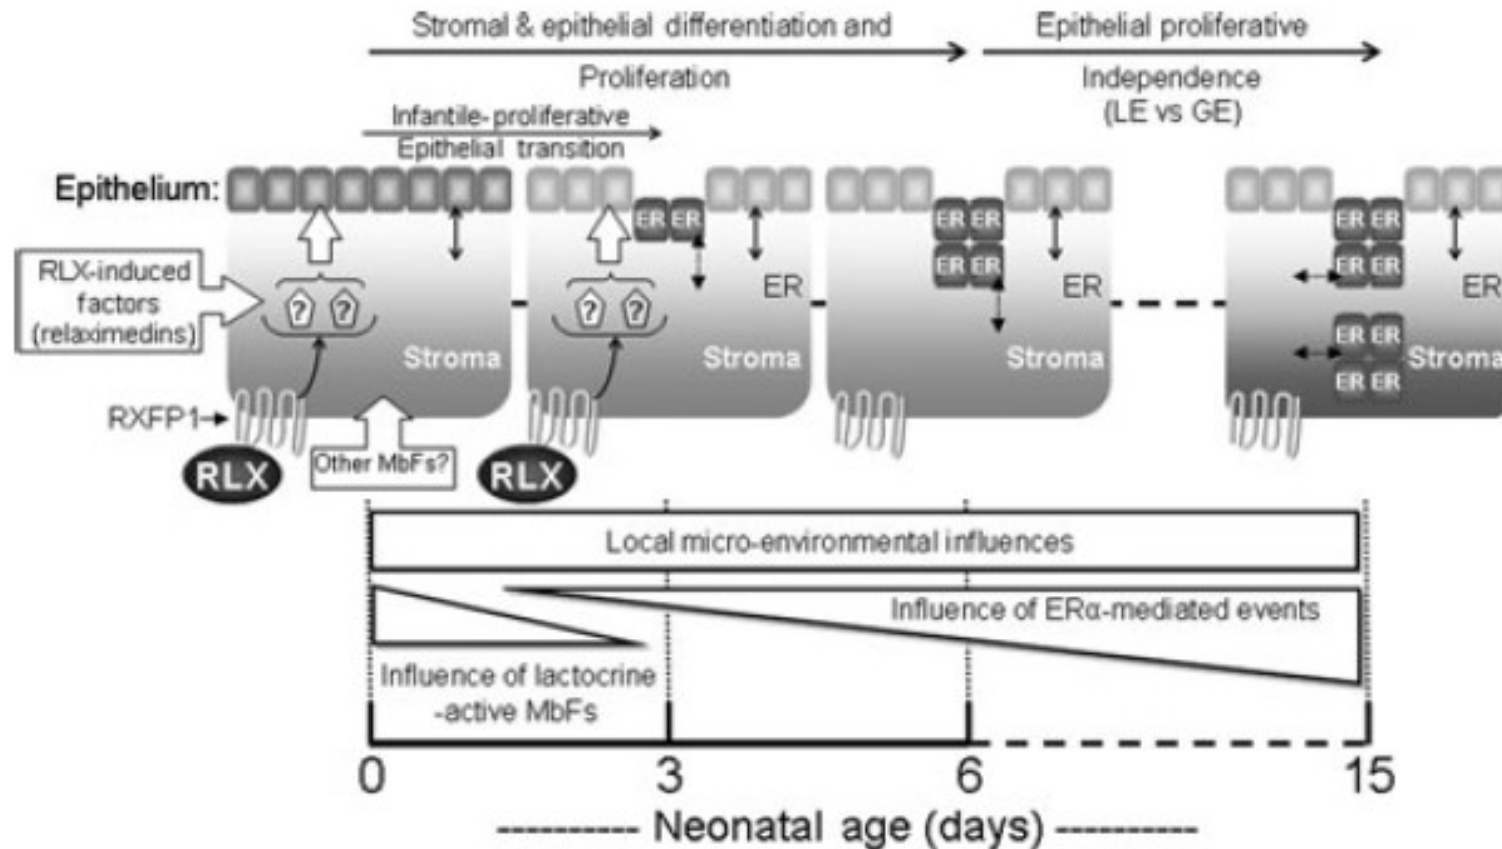 Stromal & epithelial differentiation and
Proliferation
Epithelial proliferative
Independence
(LE vs GE)
Infantile-proliferative
Epithelial transition
Epithelium:
ER ER
ER ER
ER ER
ER ER
ER ER
ER ER
ER ER
RLX-induced
factors
(relaximedins)
? ?
? ?
ER
ER
ER
Stroma
Stroma
Stroma
Stroma
RXFP1
RLX
Other MbFs?
RLX
Local micro-environmental influences
Influence of ERα-mediated events
Influence of lactocrine
-active MbFs
0 3 6 15
Neonatal age (days)